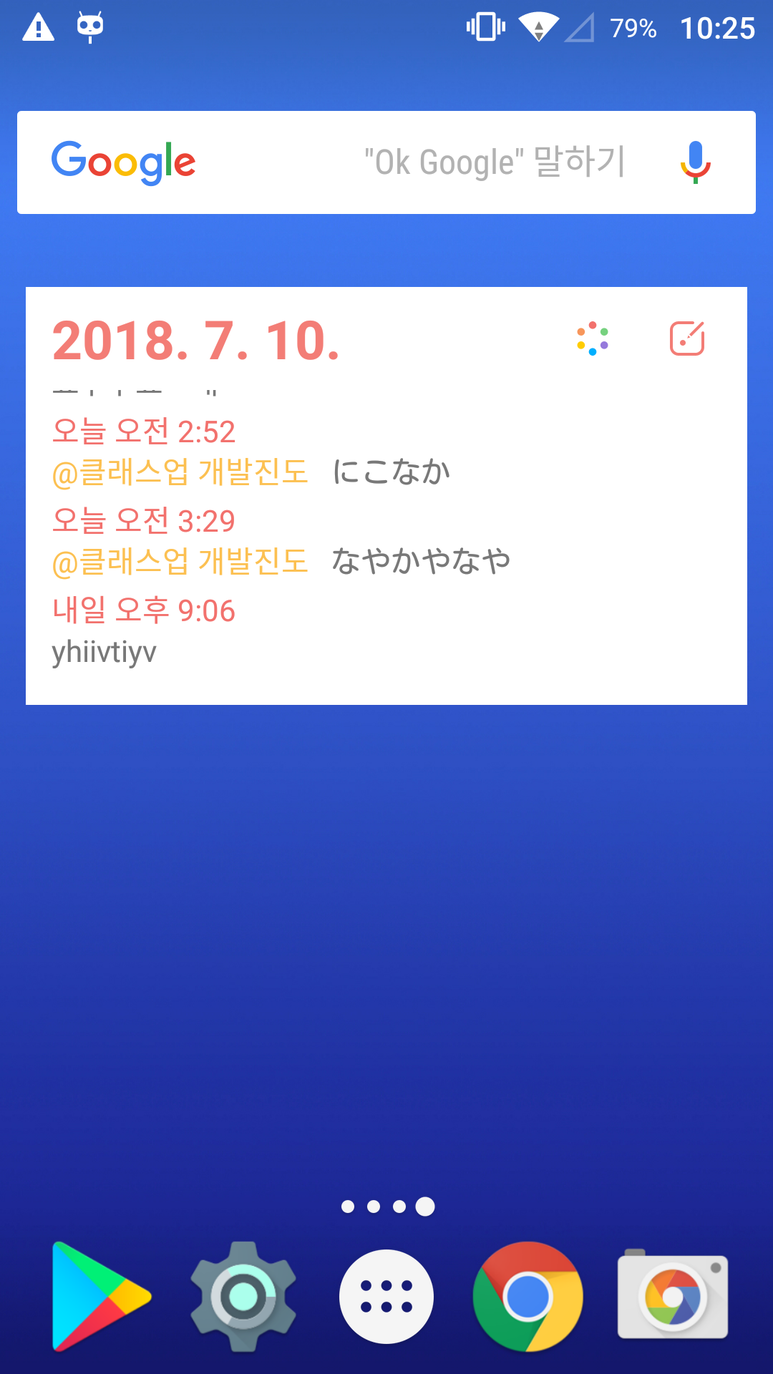 79% 10:25
Google "Ok Google" 말하기
2018. 7. 10.
오늘 오전 2:52
@클래스업 개발진도 にこなか
오늘 오전 3:29
@클래스업 개발진도 なやかやなや
내일 오후 9:06
yhiivtiyv